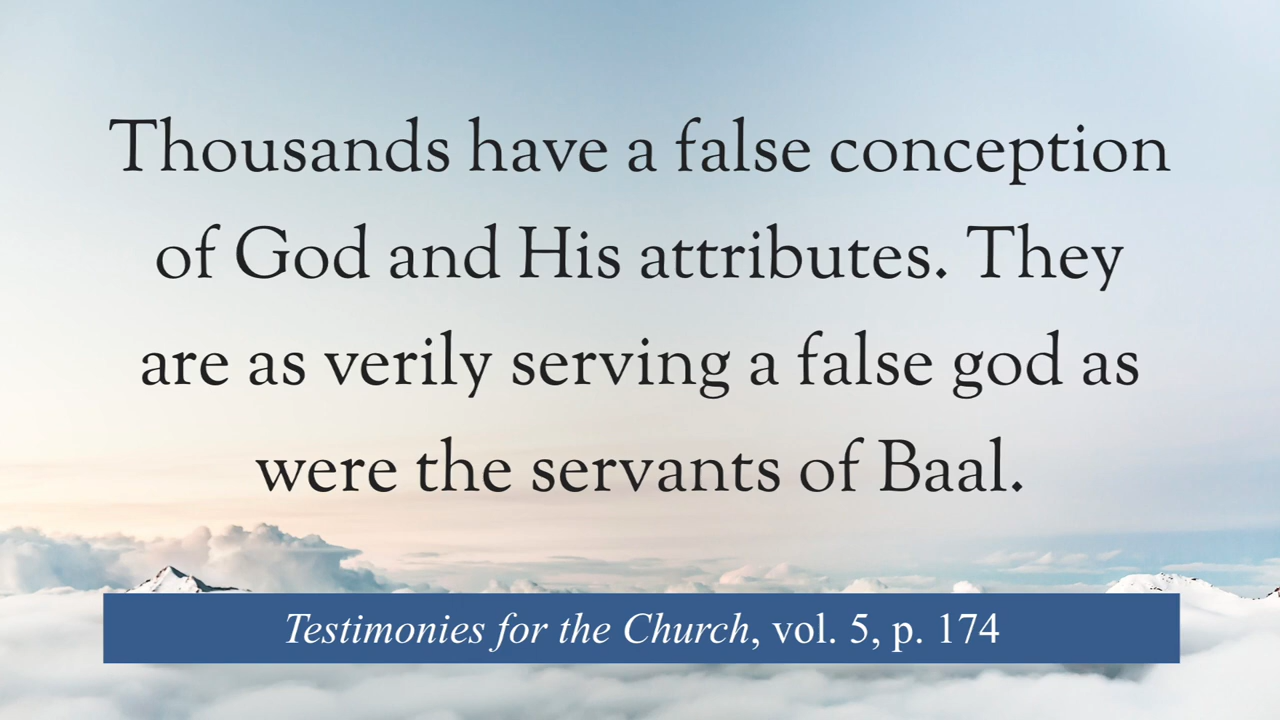 Thousands have a false conception
of God and His attributes. They
are as verily serving a false god as
were the servants of Baal.
Testimonies for the Church, vol. 5, p. 174